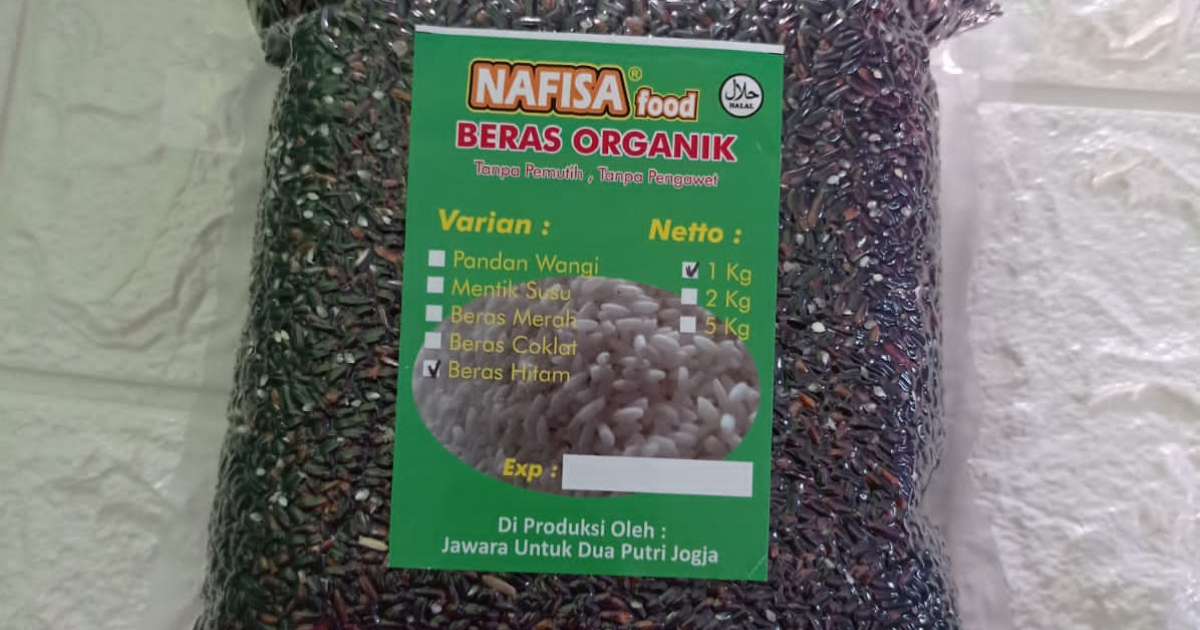 NAFISA® food
حلال
HALAL
BERAS ORGANIK
Tanpa Pemutih , Tanpa Pengawet
Varian :
Pandan Wangi
Mentik Susu
Beras Merah
Beras Coklat
Beras Hitam
Netto :
1 Kg
2 Kg
5 Kg
Exp :
Di Produksi Oleh :
Jawara Untuk Dua Putri Jogja